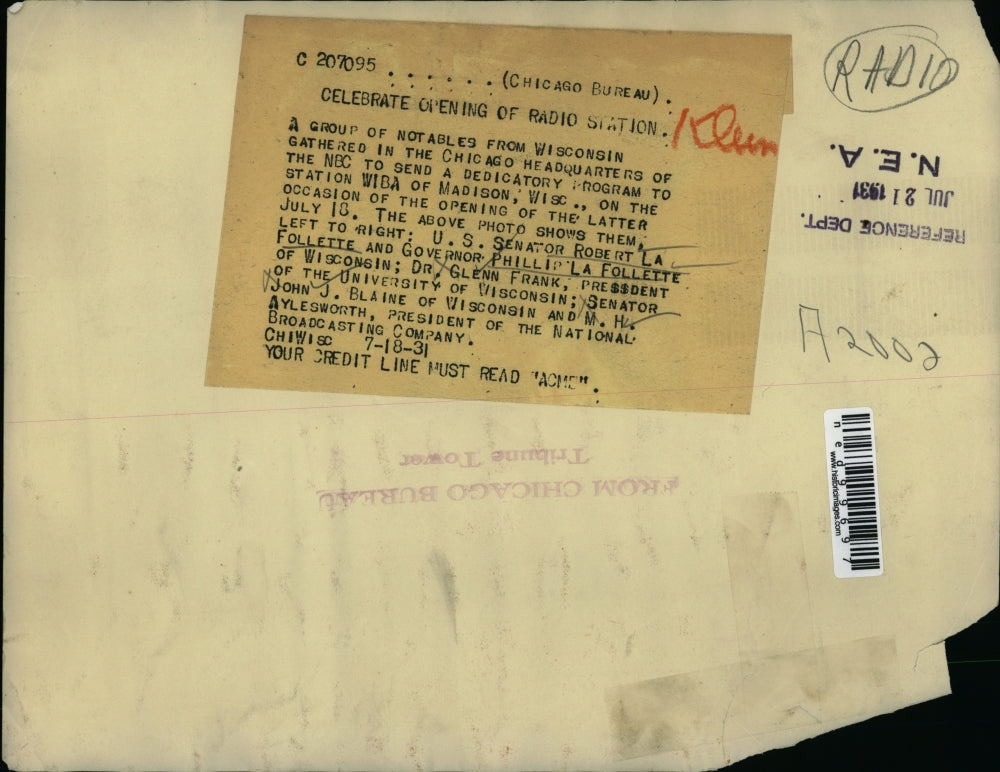 C 207095 . . . . . . (CHICAGO BUREAU).
CELEBRATE OPENING OF RADIO STATION.
A GROUP OF NOTABLES FROM WISCONSIN
GATHERED IN THE CHICAGO HEADQUARTERS OF
THE NBC TO SEND A DEDICATORY PROGRAM TO
STATION WIBA OF MADISON, WISC., ON THE
OCCASION OF THE OPENING OF THE LATTER
JULY 18. THE ABOVE PHOTO SHOWS THEM,
LEFT TO RIGHT: U.S. SENATOR ROBERT LA
FOLLETTE AND GOVERNOR PHILLIP LA FOLLETTE
OF WISCONSIN; DR. GLENN FRANK, PRESSDENT
OF THE UNIVERSITY OF WISCONSIN; SENATOR
JOHN J. BLAINE OF WISCONSIN AND M. H.
AYLESWORTH, PRESIDENT OF THE NATIONAL
BROADCASTING COMPANY.
CHIWISC 7-18-31
YOUR CREDIT LINE MUST READ "ACME".
Klein
RADIO
N.E.A.
JUL 21 1931
REFERENCE DEPT.
A2002
nedg99697
www.historicimages.com
FROM CHICAGO BUREAU
Tribune Tower